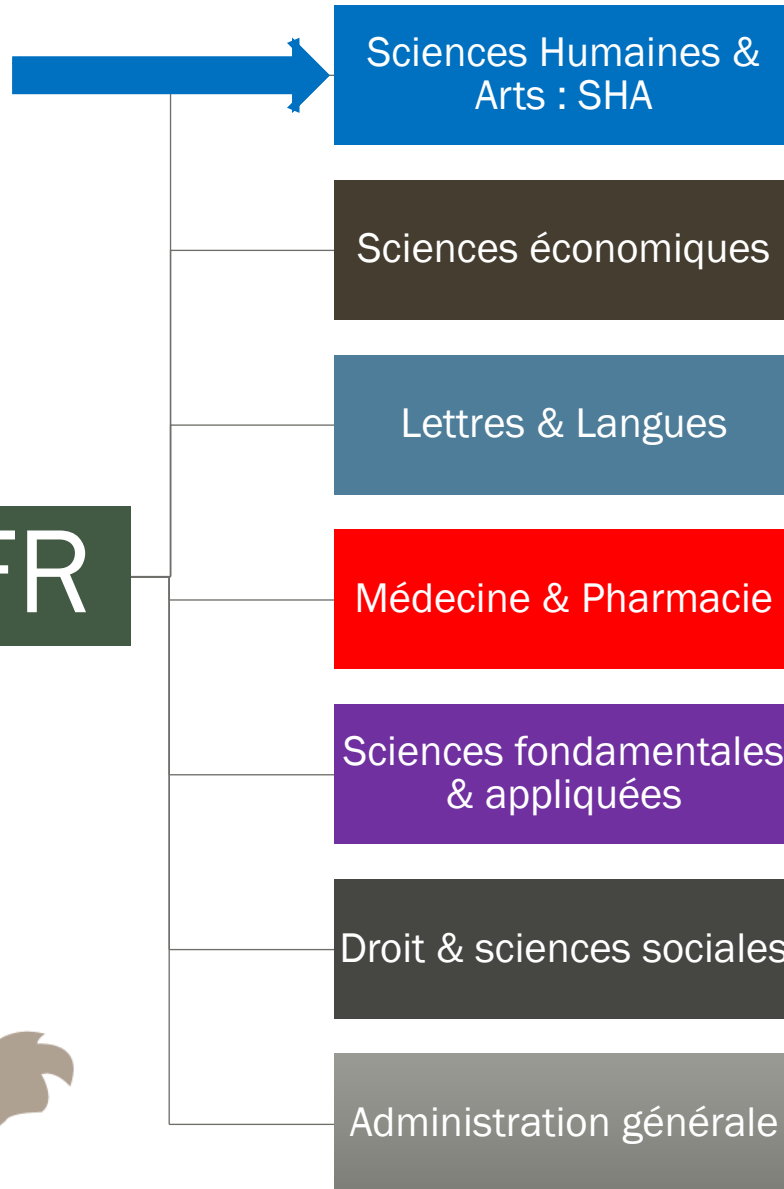 Sciences Humaines &
Arts : SHA
Sciences économiques
Lettres & Langues
FR
Médecine & Pharmacie
Sciences fondamentales
& appliquées
Droit & sciences sociales
Administration générale